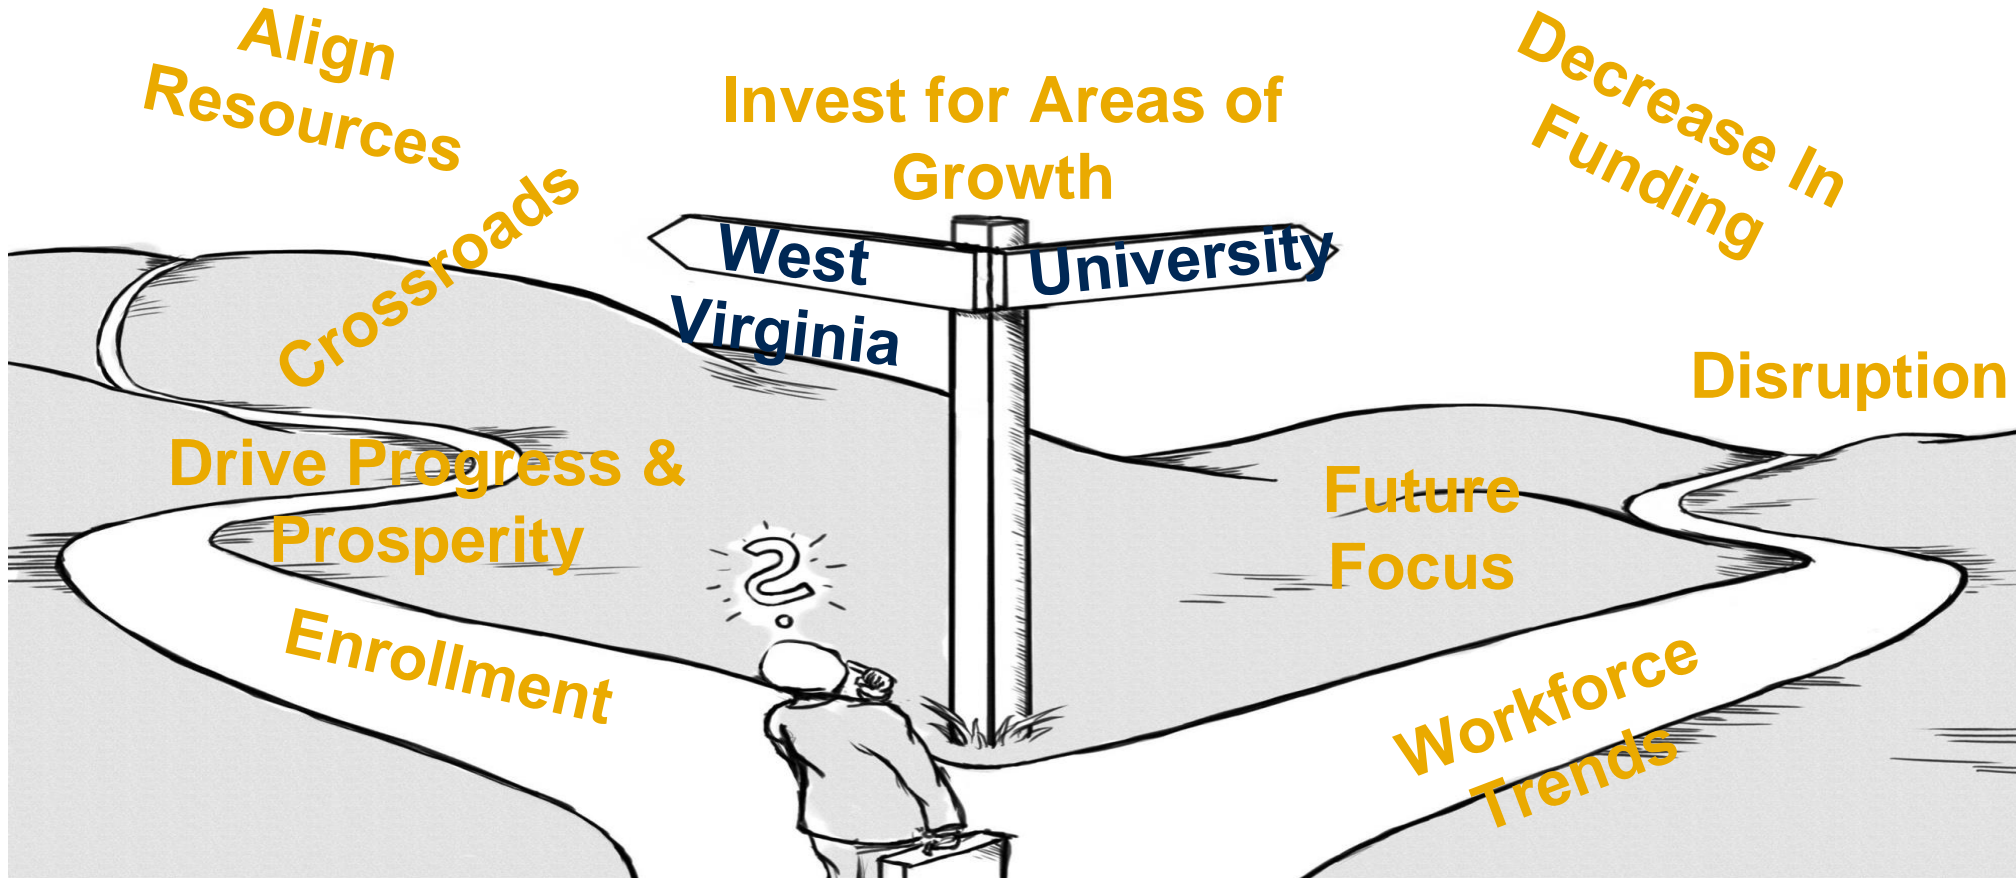 Align
Resources
Invest for Areas of
Growth
Decrease In
Funding
Crossroads
West
Virginia
University
Disruption
Drive Progress &
Prosperity
Future
Focus
?
Enrollment
Workforce
Trends